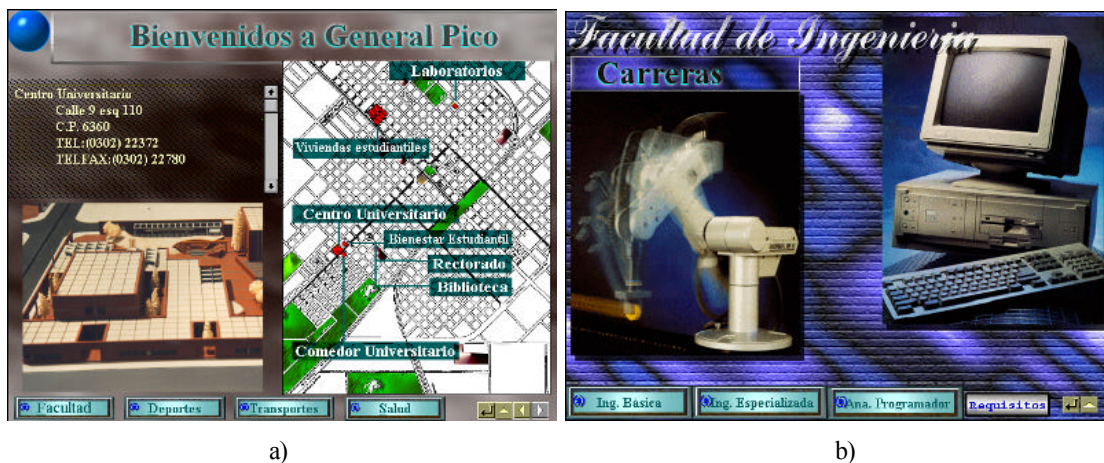 Bienvenidos a General Pico
Centro Universitario
Calle 9 esq 110
C.P. 6360
TEL:(0302) 22372
TELFAX:(0302) 22780
Laboratorios
Viviendas estudiantiles
Centro Universitario
Bienestar Estudiantil
Rectorado
Biblioteca
Comedor Universitario
Facultad
Deportes
Transportes
Salud
a)
Facultad de Ingenieria
Carreras
Ing. Básica
Ing. Especializada
Ana. Programador
Requisitos
b)